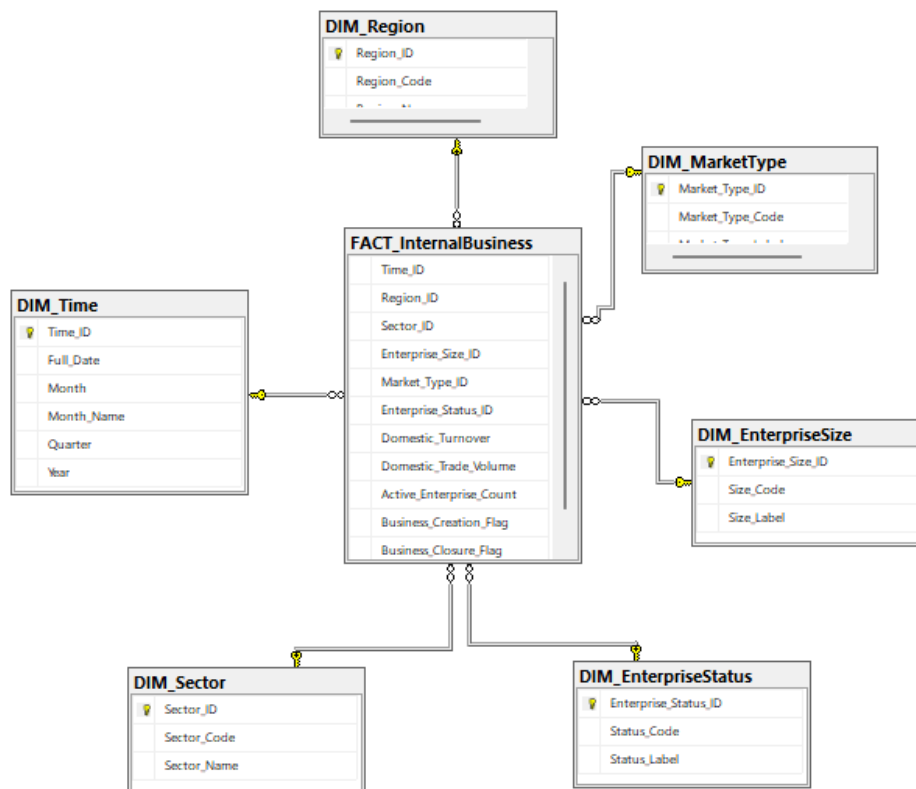 DIM_Region
Region_ID
Region_Code
DIM_MarketType
Market_Type_ID
Market_Type_Code
FACT_InternalBusiness
Time_ID
Region_ID
Sector_ID
Enterprise_Size_ID
Market_Type_ID
Enterprise_Status_ID
Domestic_Turnover
Domestic_Trade_Volume
Active_Enterprise_Count
Business_Creation_Flag
Business_Closure_Flag
DIM_Time
Time_ID
Full_Date
Month
Month_Name
Quarter
Year
DIM_EnterpriseSize
Enterprise_Size_ID
Size_Code
Size_Label
DIM_Sector
Sector_ID
Sector_Code
Sector_Name
DIM_EnterpriseStatus
Enterprise_Status_ID
Status_Code
Status_Label